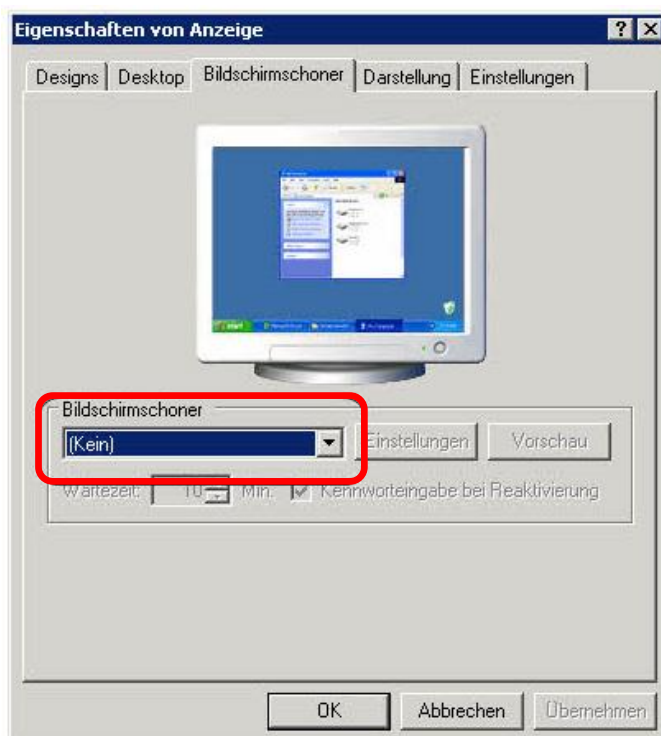 Eigenschaften von Anzeige
Designs Desktop Bildschirmschoner Darstellung Einstellungen
Bildschirmschoner
(Kein) Einstellungen Vorschau
Wartezeit: 10 Min. Kennworteingabe bei Reaktivierung
OK Abbrechen Übernehmen